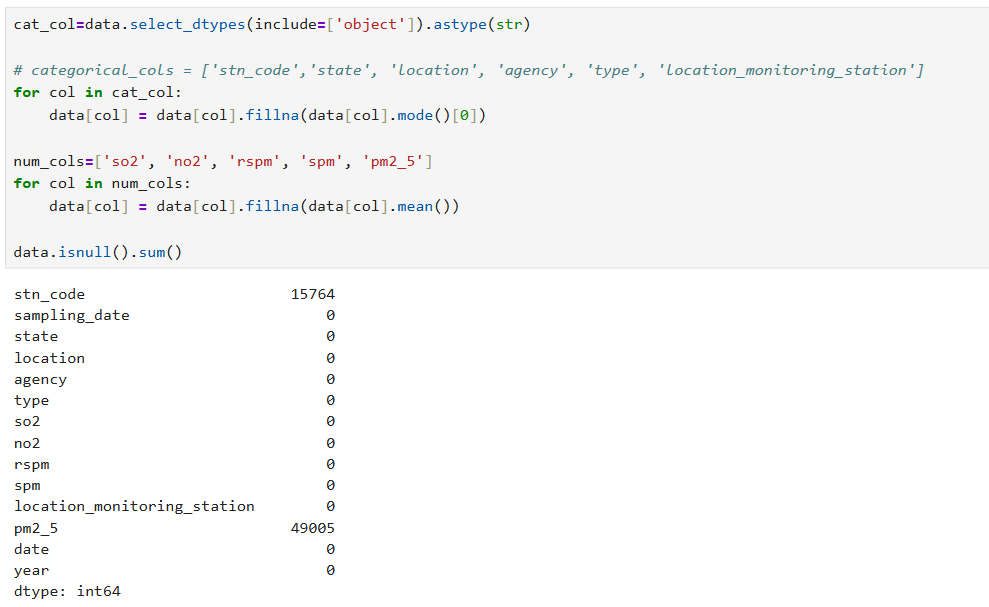 cat_col=data.select_dtypes(include=['object']).astype(str)
# categorical_cols = ['stn_code','state', 'location', 'agency', 'type', 'location_monitoring_station']
for col in cat_col:
    data[col] = data[col].fillna(data[col].mode()[0])
num_cols=['so2', 'no2', 'rspm', 'spm', 'pm2_5']
for col in num_cols:
    data[col] = data[col].fillna(data[col].mean())
data.isnull().sum()
stn_code 15764
sampling_date 0
state 0
location 0
agency 0
type 0
so2 0
no2 0
rspm 0
spm 0
location_monitoring_station 0
pm2_5 49005
date 0
year 0
dtype: int64